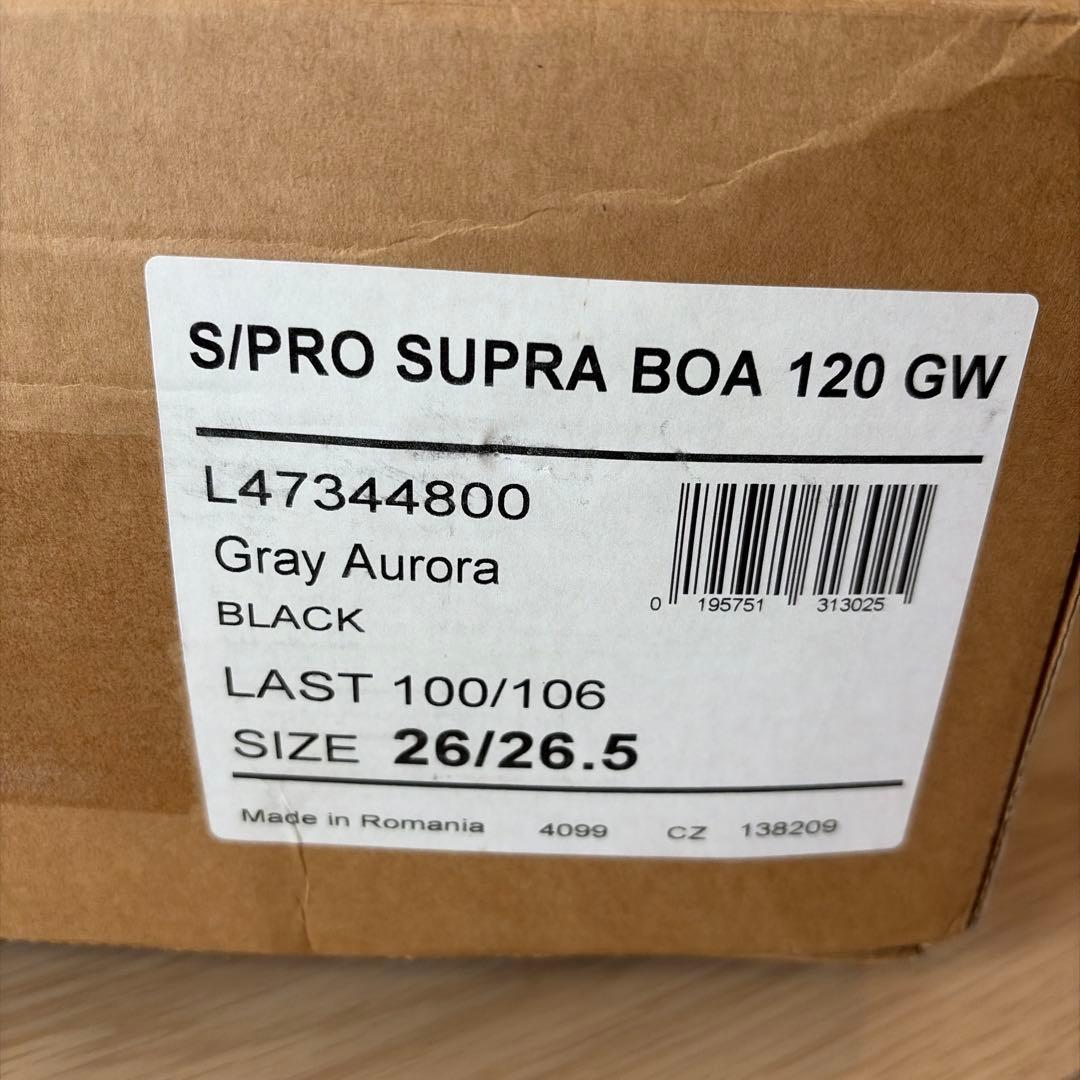 S/PRO SUPRA BOA 120 GW
L47344800
Gray Aurora
BLACK
0 195751 313025
LAST 100/106
SIZE 26/26.5
Made in Romania 4099 CZ 138209